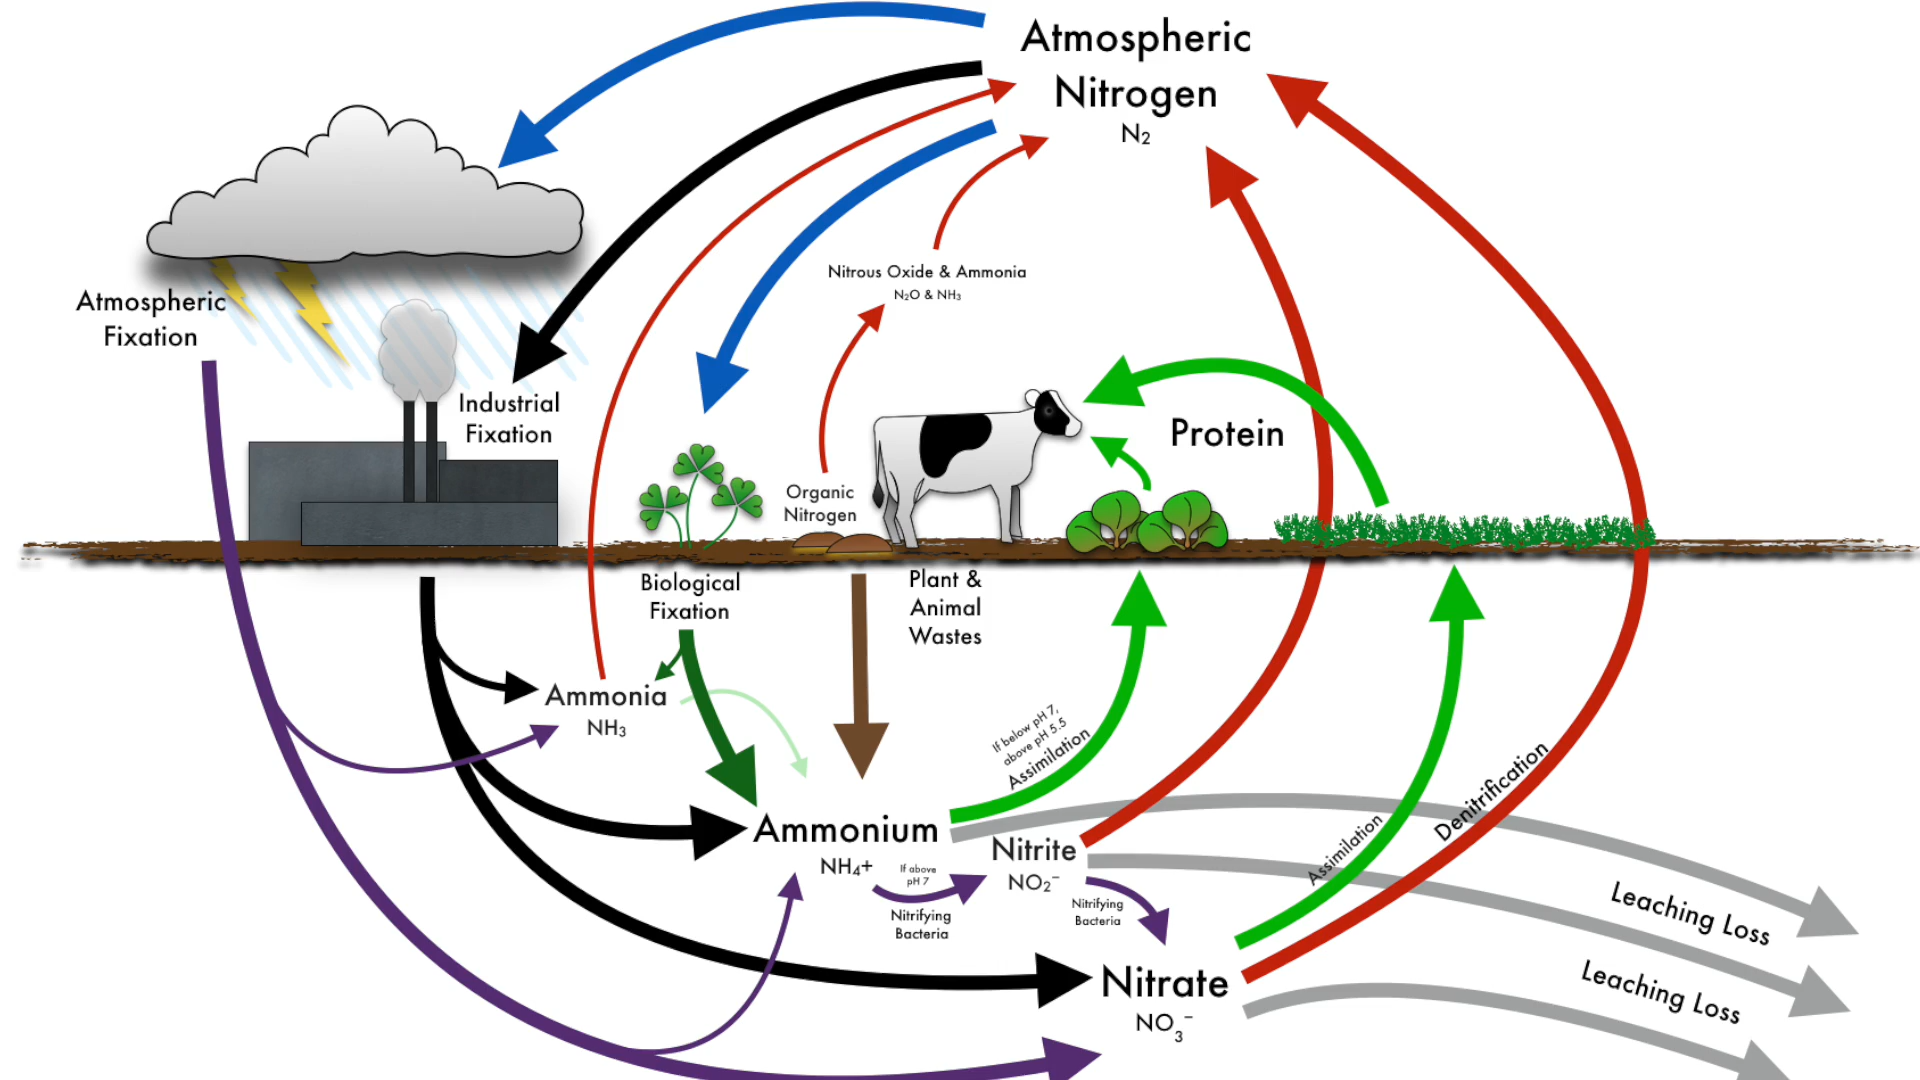 Atmospheric
Nitrogen
N₂
Nitrous Oxide & Ammonia
N₂O & NH₃
Atmospheric
Fixation
Industrial
Fixation
Protein
Organic
Nitrogen
Biological
Fixation
Plant &
Animal
Wastes
Ammonia
NH₃
If below pH 7,
above pH 5.5
Assimilation
Ammonium
NH₄+
If above
pH 7
Nitrifying
Bacteria
Nitrite
NO₂⁻
Nitrifying
Bacteria
Assimilation
Denitrification
Nitrate
NO₃⁻
Leaching Loss
Leaching Loss